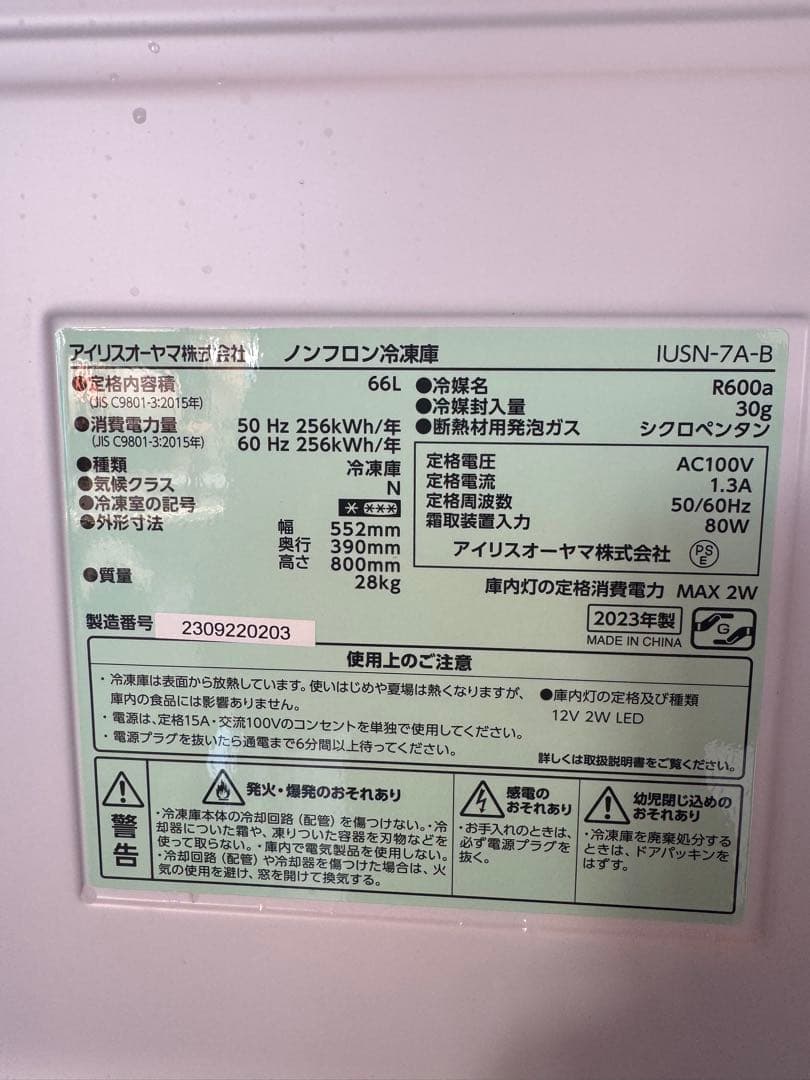 アイリスオーヤマ株式会社 ノンフロン冷凍庫 IUSN-7A-B
●定格内容積 66L
(JIS C9801-3:2015年)
●消費電力量 50 Hz 256kWh/年
(JIS C9801-3:2015年) 60 Hz 256kWh/年
●種類 冷凍庫
●気候クラス N
●冷凍室の記号 * ***
●外形寸法 幅 552mm
奥行 390mm
高さ 800mm
●質量 28kg
●冷媒名 R600a
●冷媒封入量 30g
●断熱材用発泡ガス シクロペンタン
定格電圧 AC100V
定格電流 1.3A
定格周波数 50/60Hz
霜取装置入力 80W
アイリスオーヤマ株式会社 PSE
庫内灯の定格消費電力 MAX 2W
製造番号 2309220203
2023年製
MADE IN CHINA
G
使用上のご注意
・冷凍庫は表面から放熱しています。使いはじめや夏場は熱くなりますが、
庫内の食品には影響ありません。
・電源は、定格15A・交流100Vのコンセントを単独で使用してください。
・電源プラグを抜いたら通電まで6分間以上待ってください。
●庫内灯の定格及び種類
12V 2W LED
詳しくは取扱説明書をご覧ください。
警告
発火・爆発のおそれあり
・冷凍庫本体の冷却回路(配管)を傷つけない。・冷
却器についた霜や、凍りついた容器を刃物などを
使って取らない。・庫内で電気製品を使用しない。
・冷却回路(配管)や冷却器を傷つけた場合は、火
気の使用を避け、窓を開けて換気する。
感電の
おそれあり
・お手入れのときは、
必ず電源プラグを
抜く。
幼児閉じ込めの
おそれあり
・冷凍庫を廃棄処分する
ときは、ドアパッキンを
はずす。